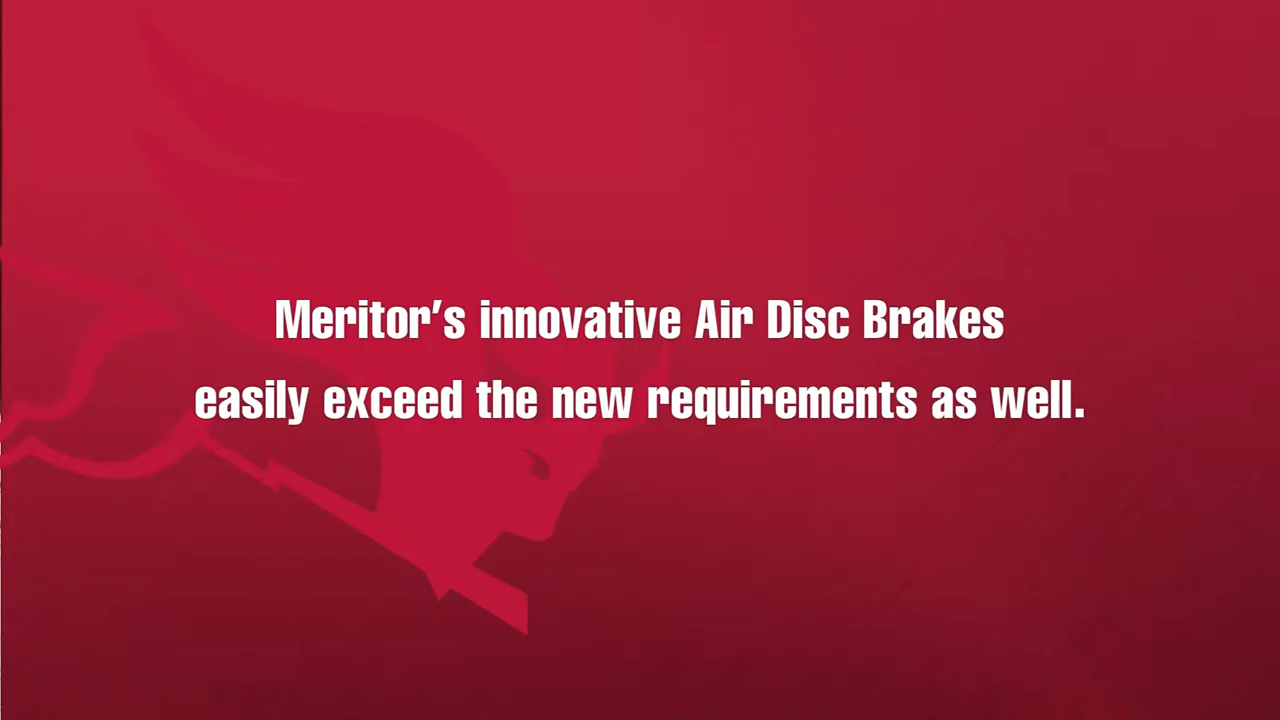 Meritor’s innovative Air Disc Brakes
easily exceed the new requirements as well.